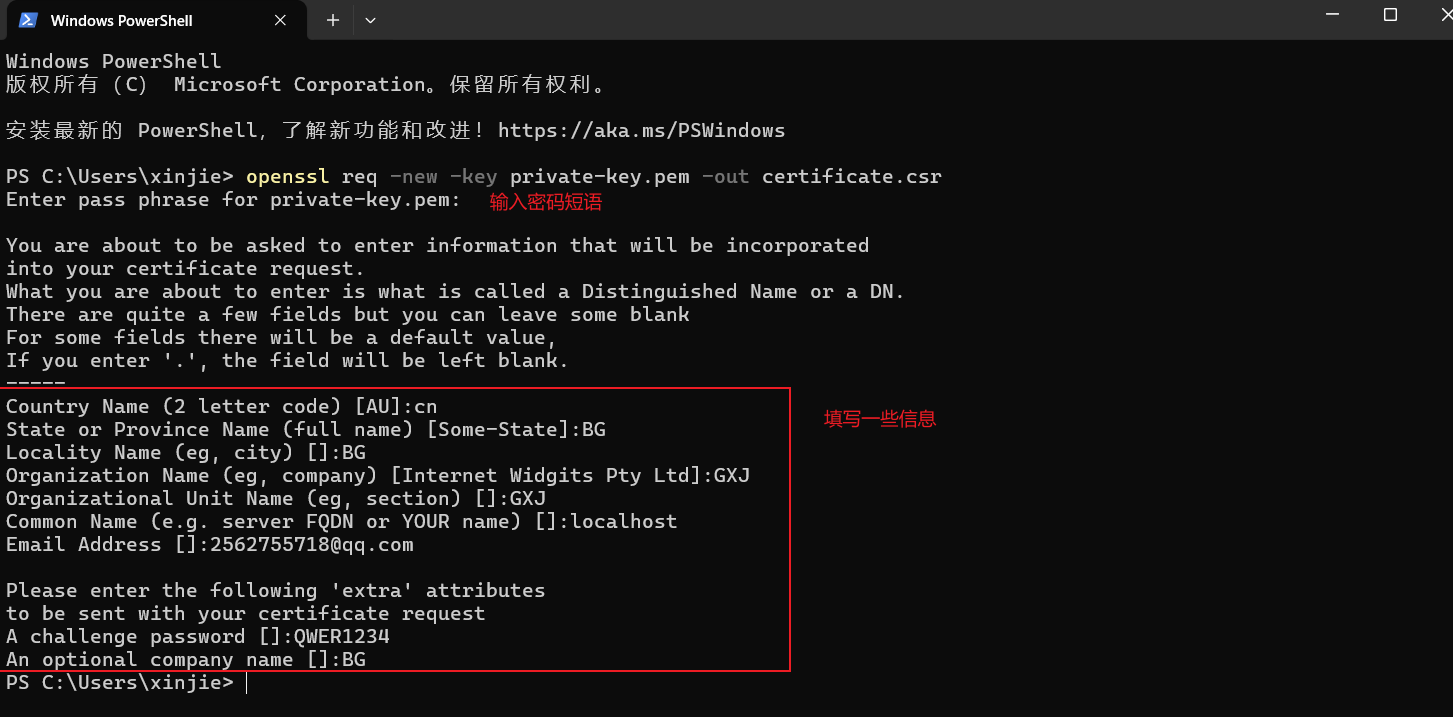 Windows PowerShell
Windows PowerShell
版权所有（C） Microsoft Corporation。保留所有权利。
安装最新的 PowerShell，了解新功能和改进！https://aka.ms/PSWindows
PS C:\Users\xinjie> openssl req -new -key private-key.pem -out certificate.csr
Enter pass phrase for private-key.pem: 输入密码短语
You are about to be asked to enter information that will be incorporated
into your certificate request.
What you are about to enter is what is called a Distinguished Name or a DN.
There are quite a few fields but you can leave some blank
For some fields there will be a default value,
If you enter '.', the field will be left blank.
-----
Country Name (2 letter code) [AU]:cn
填写一些信息
State or Province Name (full name) [Some-State]:BG
Locality Name (eg, city) []:BG
Organization Name (eg, company) [Internet Widgits Pty Ltd]:GXJ
Organizational Unit Name (eg, section) []:GXJ
Common Name (e.g. server FQDN or YOUR name) []:localhost
Email Address []:2562755718@qq.com
Please enter the following 'extra' attributes
to be sent with your certificate request
A challenge password []:QWER1234
An optional company name []:BG
PS C:\Users\xinjie>